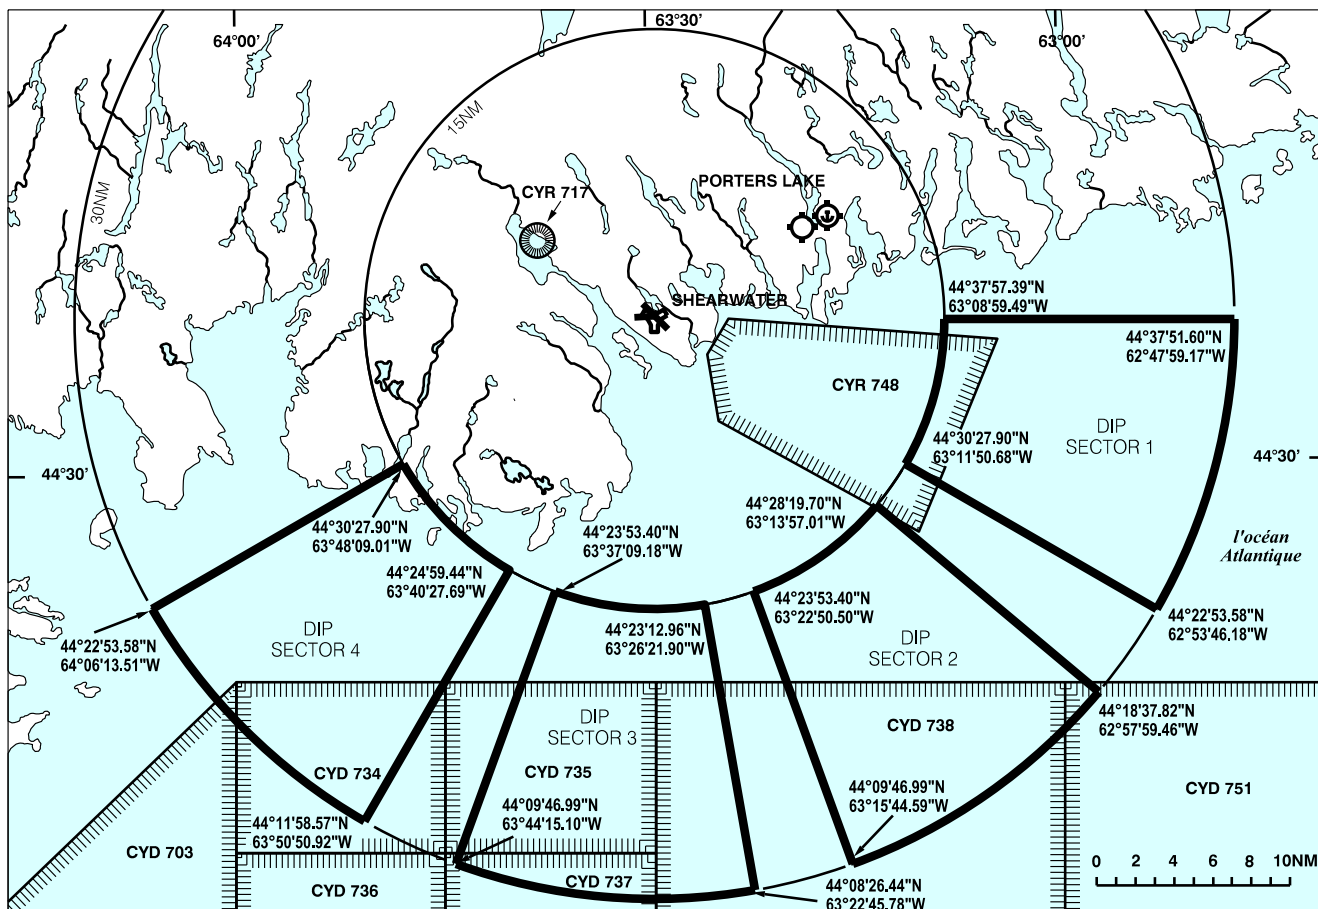 64°00'
63°30'
63°00'
15NM
30NM
CYR 717
PORTERS LAKE
SHEARWATER
44°37'57.39"N
63°08'59.49"W
44°37'51.60"N
62°47'59.17"W
CYR 748
DIP
SECTOR 1
44°30'27.90"N
63°11'50.68"W
44°30'
44°30'
44°28'19.70"N
63°13'57.01"W
44°30'27.90"N
63°48'09.01"W
44°23'53.40"N
63°37'09.18"W
l'océan
Atlantique
44°24'59.44"N
63°40'27.69"W
44°23'53.40"N
63°22'50.50"W
44°22'53.58"N
62°53'46.18"W
44°22'53.58"N
64°06'13.51"W
DIP
SECTOR 4
44°23'12.96"N
63°26'21.90"W
DIP
SECTOR 2
DIP
SECTOR 3
CYD 738
44°18'37.82"N
62°57'59.46"W
CYD 734
CYD 735
CYD 751
44°09'46.99"N
63°44'15.10"W
44°09'46.99"N
63°15'44.59"W
44°11'58.57"N
63°50'50.92"W
CYD 703
CYD 736
CYD 737
44°08'26.44"N
63°22'45.78"W
0 2 4 6 8 10NM